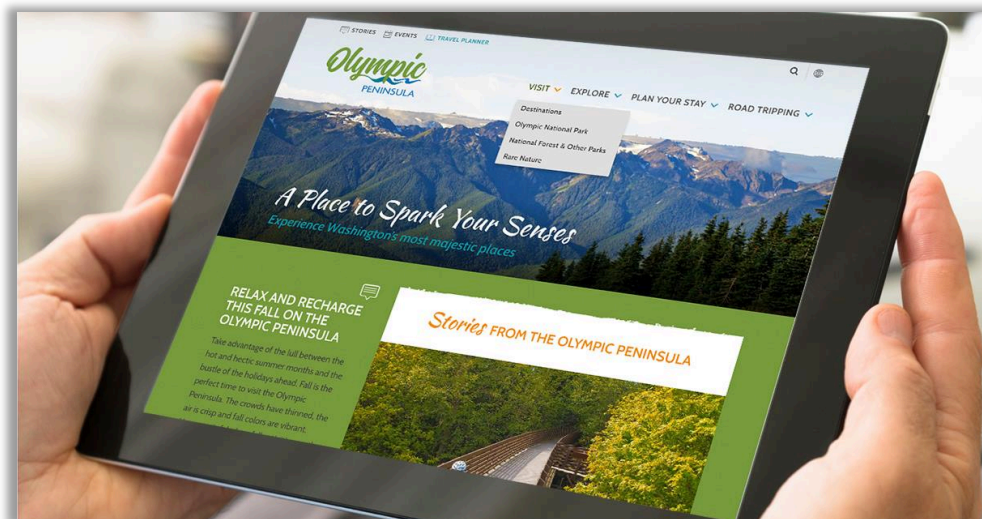 STORIES EVENTS TRAVEL PLANNER
Olympic
PENINSULA
VISIT EXPLORE PLAN YOUR STAY ROAD TRIPPING
Destinations
Olympic National Park
National Forest & Other Parks
Rare Nature
A Place to Spark Your Senses
Experience Washington's most majestic places
RELAX AND RECHARGE
THIS FALL ON THE
OLYMPIC PENINSULA
Take advantage of the lull between the
hot and hectic summer months and the
bustle of the holidays ahead. Fall is the
perfect time to visit the Olympic
Peninsula. The crowds have thinned, the
air is crisp and fall colors are vibrant.
Stories FROM THE OLYMPIC PENINSULA